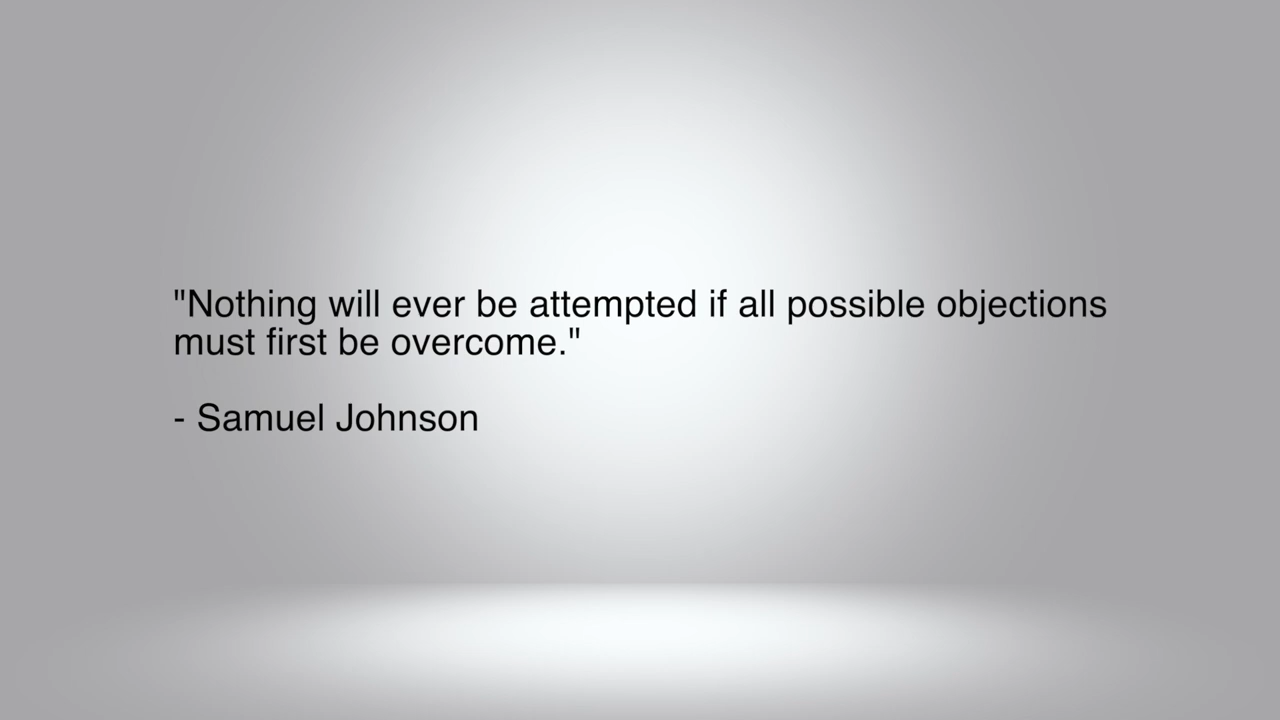 "Nothing will ever be attempted if all possible objections
must first be overcome."
- Samuel Johnson